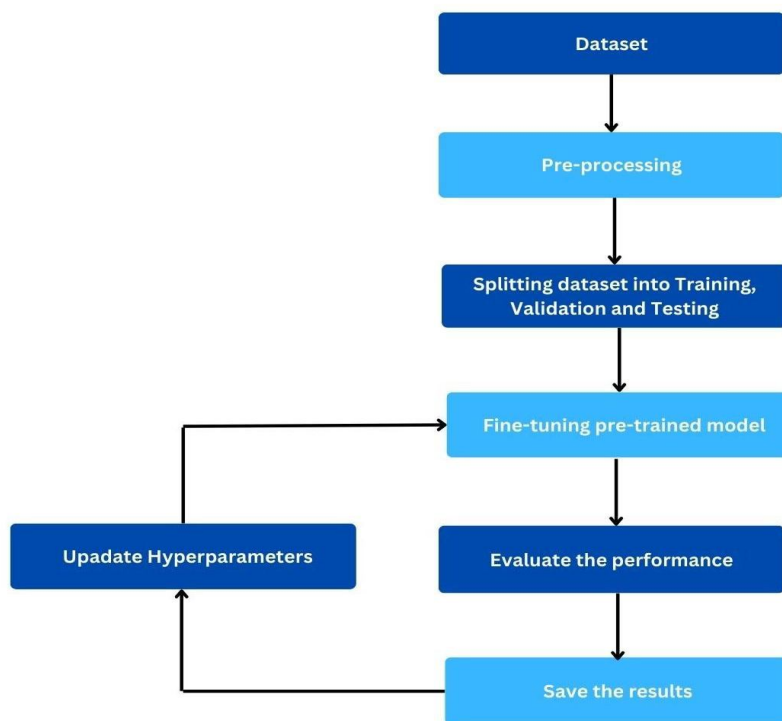 Dataset
Pre-processing
Splitting dataset into Training,
Validation and Testing
Fine-tuning pre-trained model
Upadate Hyperparameters
Evaluate the performance
Save the results